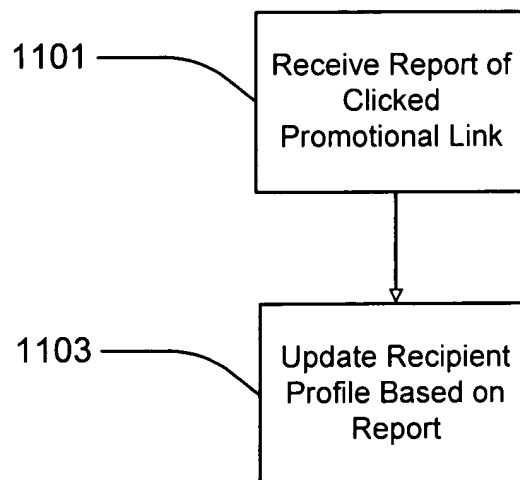 1101
Receive Report of
Clicked
Promotional Link
1103
Update Recipient
Profile Based on
Report